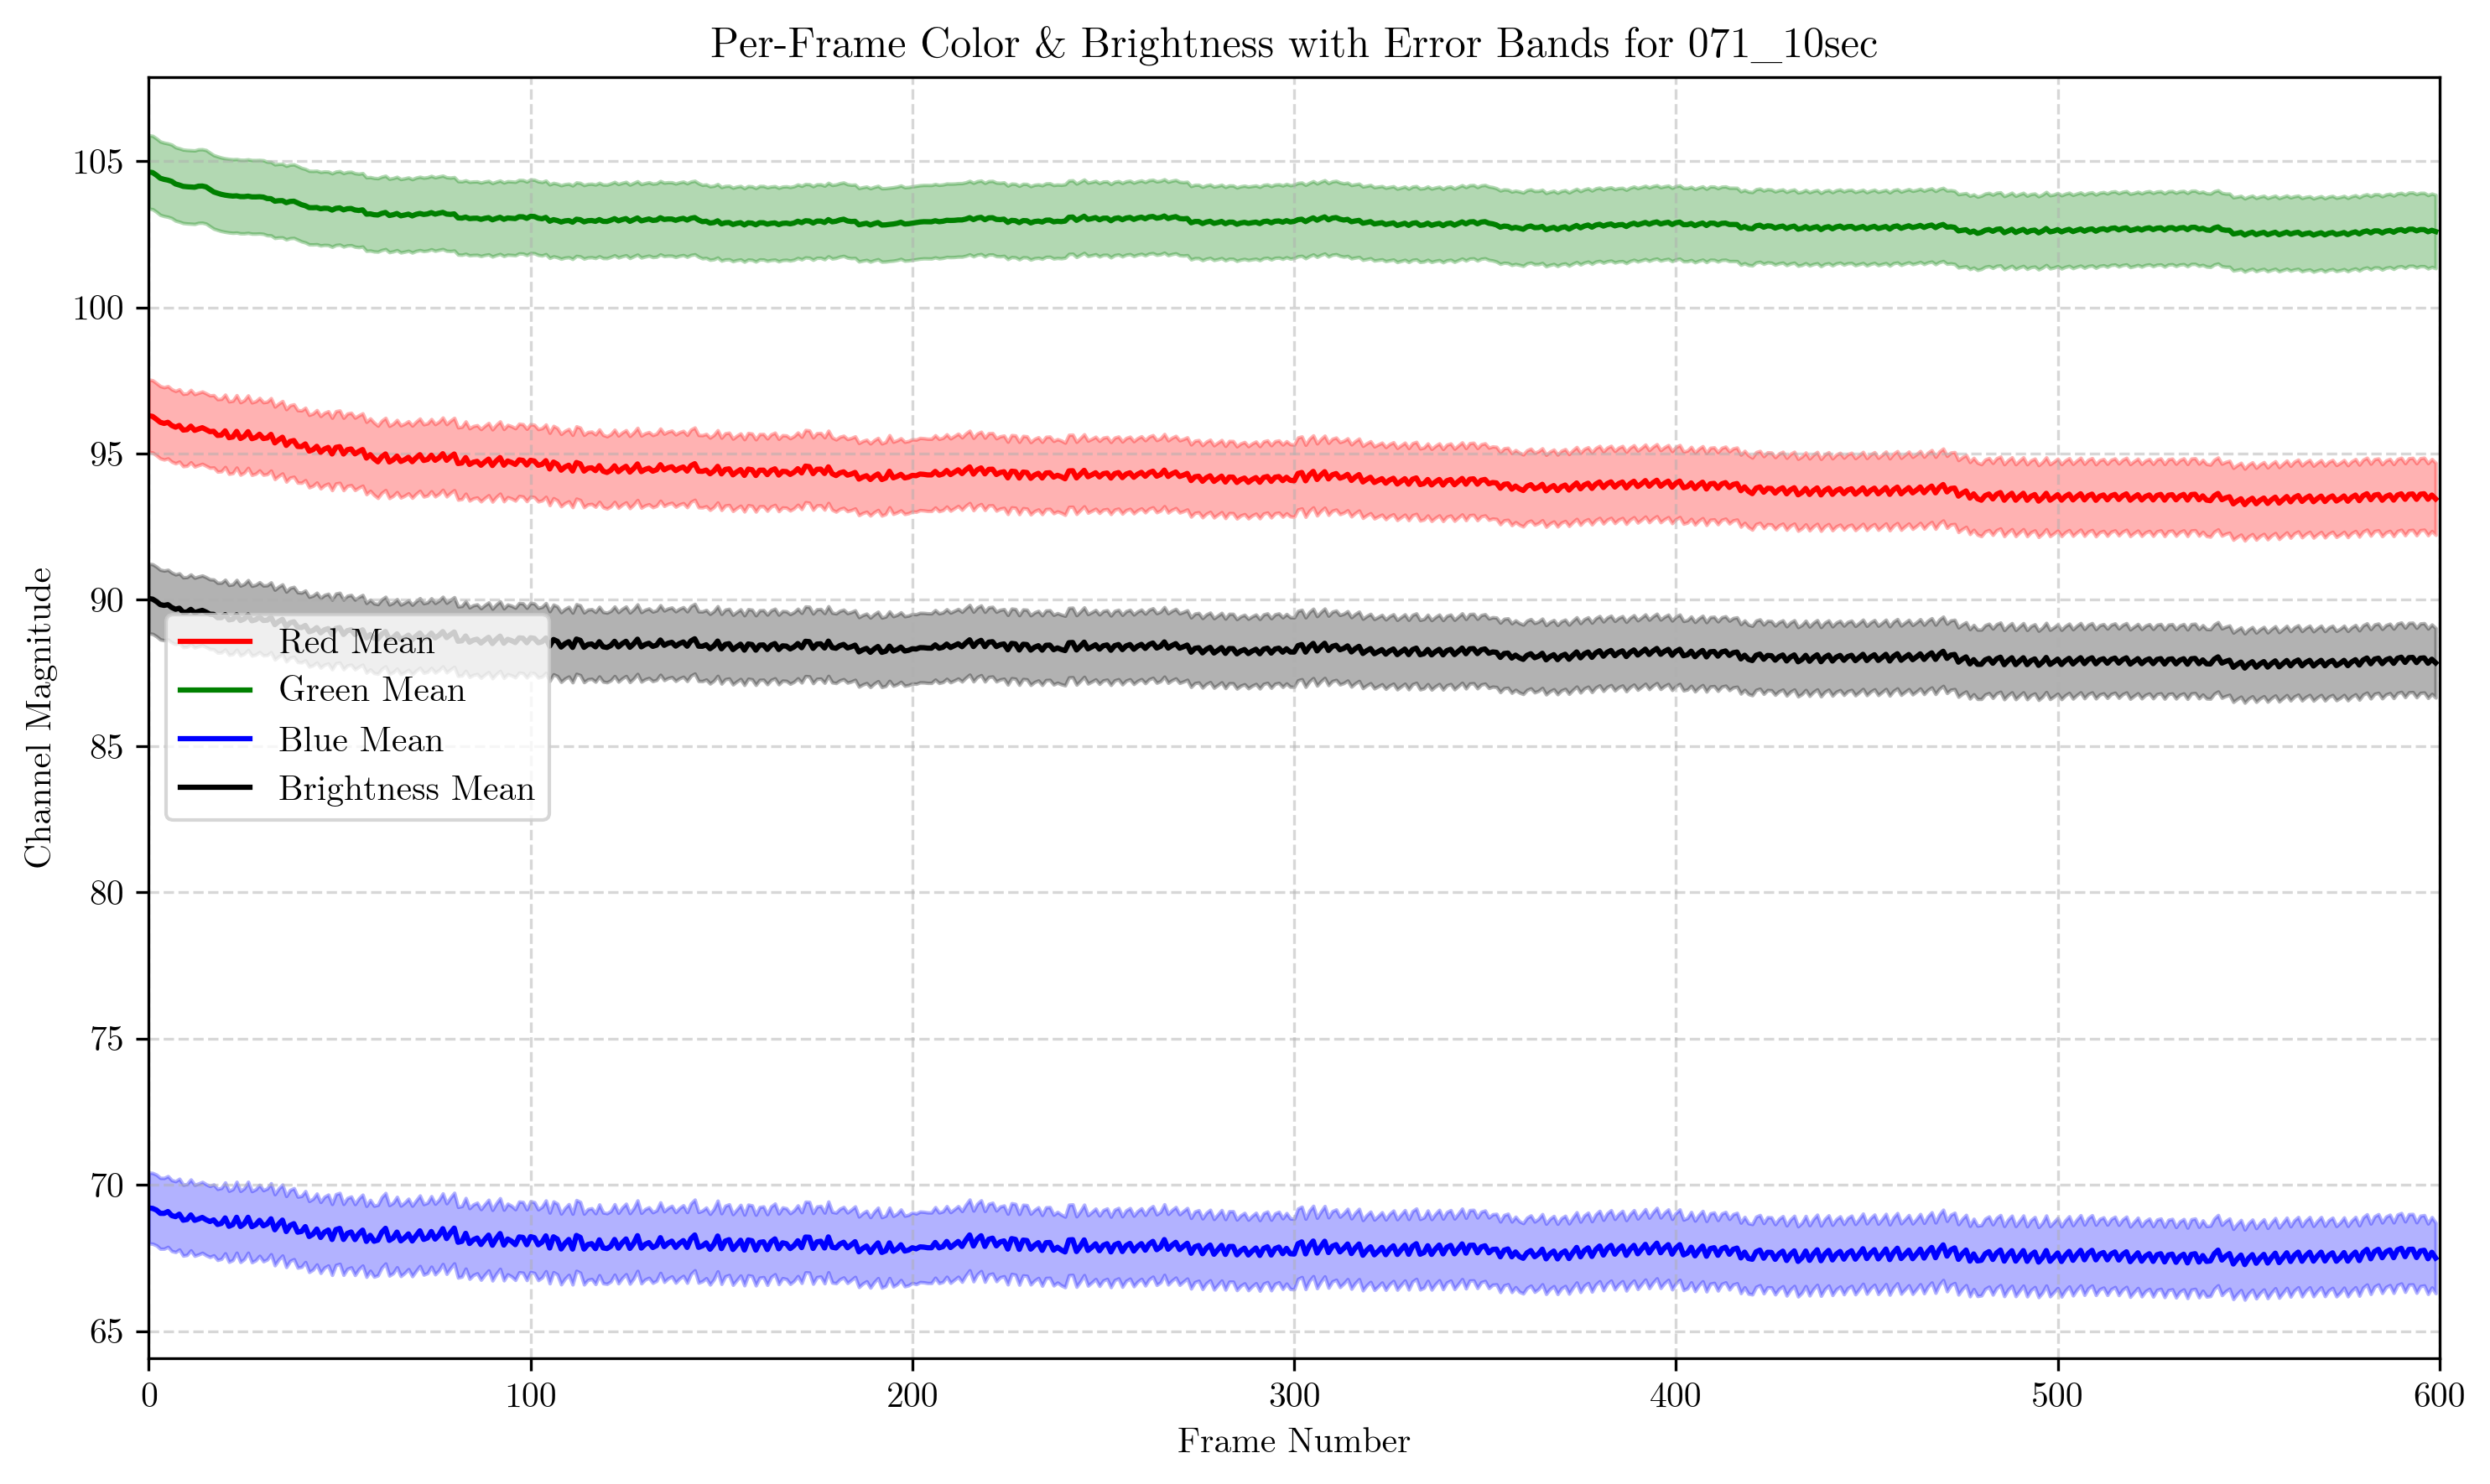 Per-Frame Color & Brightness with Error Bands for 071_10sec
Channel Magnitude
105
100
95
90
85
80
75
70
65
Red Mean
Green Mean
Blue Mean
Brightness Mean
0 100 200 300 400 500 600
Frame Number